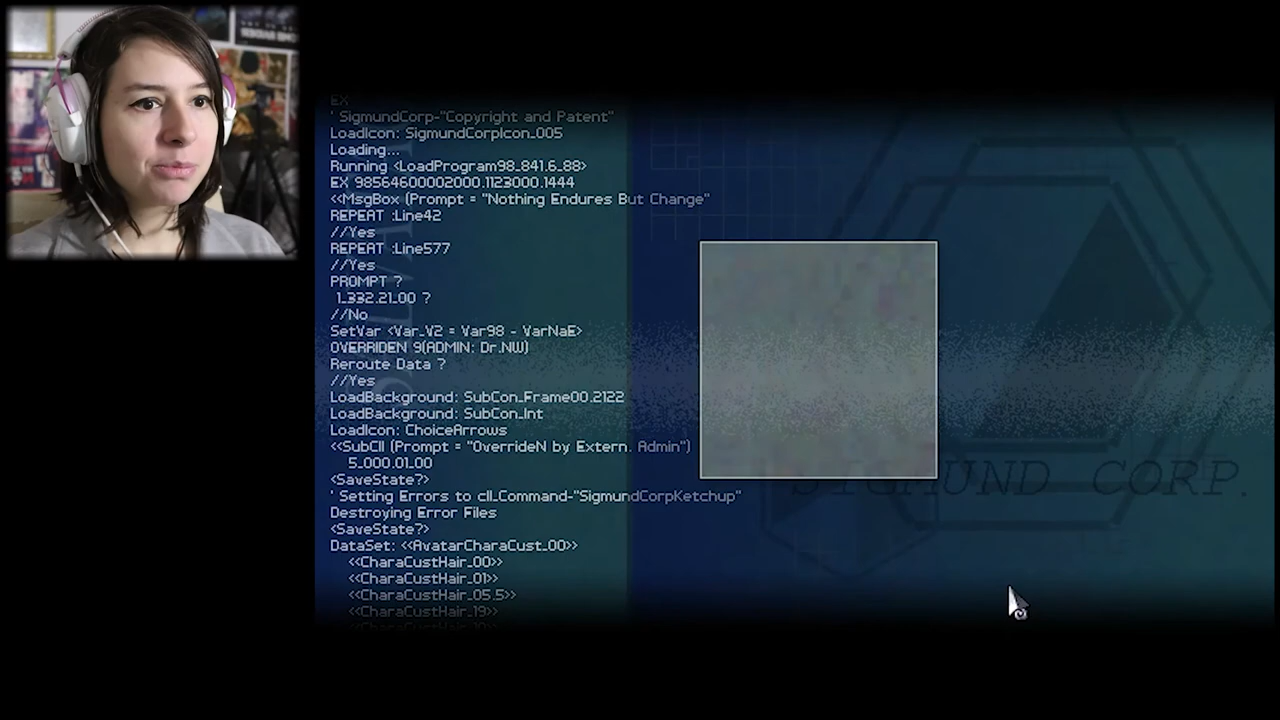 EX
' SigmundCorp-"Copyright and Patent"
LoadIcon: SigmundCorpIcon_005
Loading...
Running <LoadProgram98_841.6_88>
EX 98564600002000.1123000.1444
<<MsgBox (Prompt = "Nothing Endures But Change"
REPEAT :Line42
//Yes
REPEAT :Line577
//Yes
PROMPT ?
1_332.21.00 ?
//No
SetVar <Var_V2 = Var98 - VarNaE>
OVERRIDEN 9(ADMIN: Dr.NW)
Reroute Data ?
//Yes
LoadBackground: SubCon_Frame00.2122
LoadBackground: SubCon_Int
LoadIcon: ChoiceArrows
<<SubCll (Prompt = "OverrideN by Extern. Admin")
5_000.01.00
<SaveState?>
' Setting Errors to cll_Command-"SigmundCorpKetchup"
Destroying Error Files
<SaveState?>
DataSet: <<AvatarCharaCust_00>>
<<CharaCustHair_00>>
<<CharaCustHair_01>>
<<CharaCustHair_05.5>>
<<CharaCustHair_19>>
SIGMUND CORP.